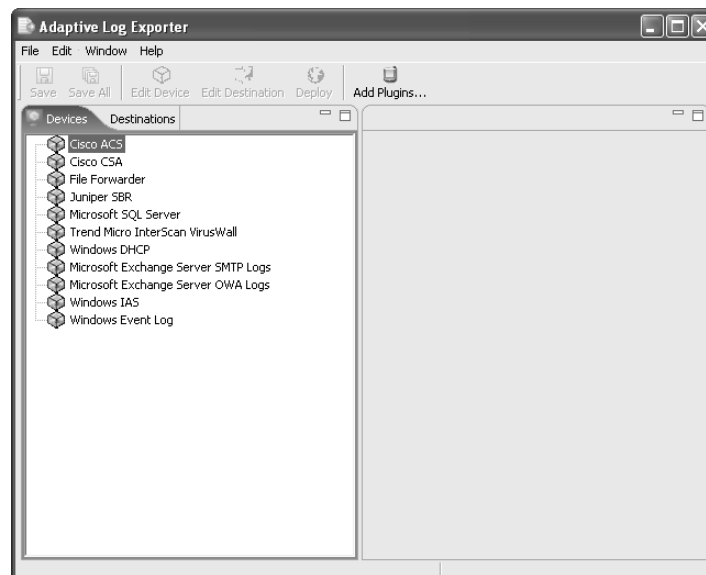 Adaptive Log Exporter
File Edit Window Help
Save Save All Edit Device Edit Destination Deploy Add Plugins...
Devices Destinations
Cisco ACS
Cisco CSA
File Forwarder
Juniper SBR
Microsoft SQL Server
Trend Micro InterScan VirusWall
Windows DHCP
Microsoft Exchange Server SMTP Logs
Microsoft Exchange Server OWA Logs
Windows IAS
Windows Event Log